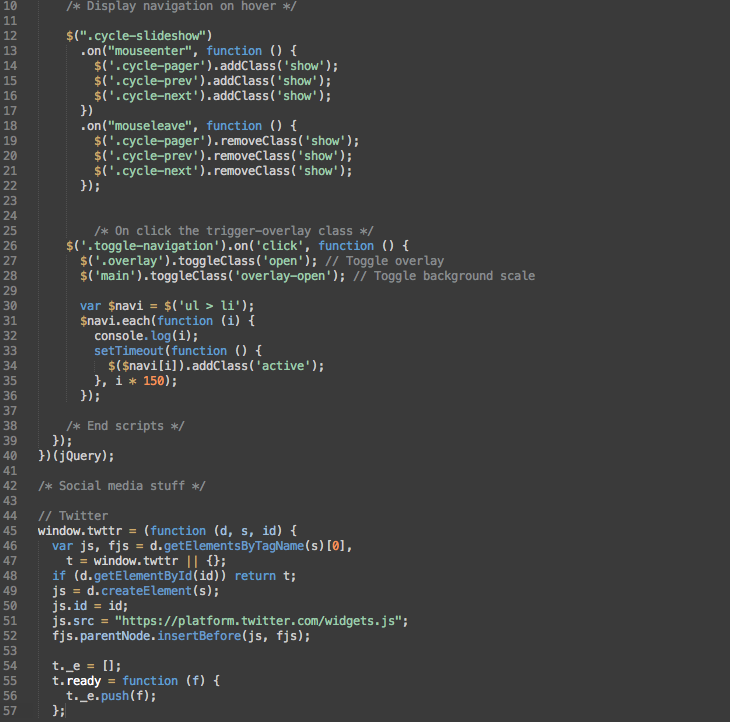 10 /* Display navigation on hover */
11
12 $(".cycle-slideshow")
13 .on("mouseenter", function () {
14 $('.cycle-pager').addClass('show');
15 $('.cycle-prev').addClass('show');
16 $('.cycle-next').addClass('show');
17 })
18 .on("mouseleave", function () {
19 $('.cycle-pager').removeClass('show');
20 $('.cycle-prev').removeClass('show');
21 $('.cycle-next').removeClass('show');
22 });
23
24
25 /* On click the trigger-overlay class */
26 $('.toggle-navigation').on('click', function () {
27 $('.overlay').toggleClass('open'); // Toggle overlay
28 $('main').toggleClass('overlay-open'); // Toggle background scale
29
30 var $navi = $('ul > li');
31 $navi.each(function (i) {
32 console.log(i);
33 setTimeout(function () {
34 $($navi[i]).addClass('active');
35 }, i * 150);
36 });
37
38 /* End scripts */
39 });
40 })(jQuery);
41
42 /* Social media stuff */
43
44 // Twitter
45 window.twttr = (function (d, s, id) {
46 var js, fjs = d.getElementsByTagName(s)[0],
47 t = window.twttr || {};
48 if (d.getElementById(id)) return t;
49 js = d.createElement(s);
50 js.id = id;
51 js.src = "https://platform.twitter.com/widgets.js";
52 fjs.parentNode.insertBefore(js, fjs);
53
54 t._e = [];
55 t.ready = function (f) {
56 t._e.push(f);
57 };